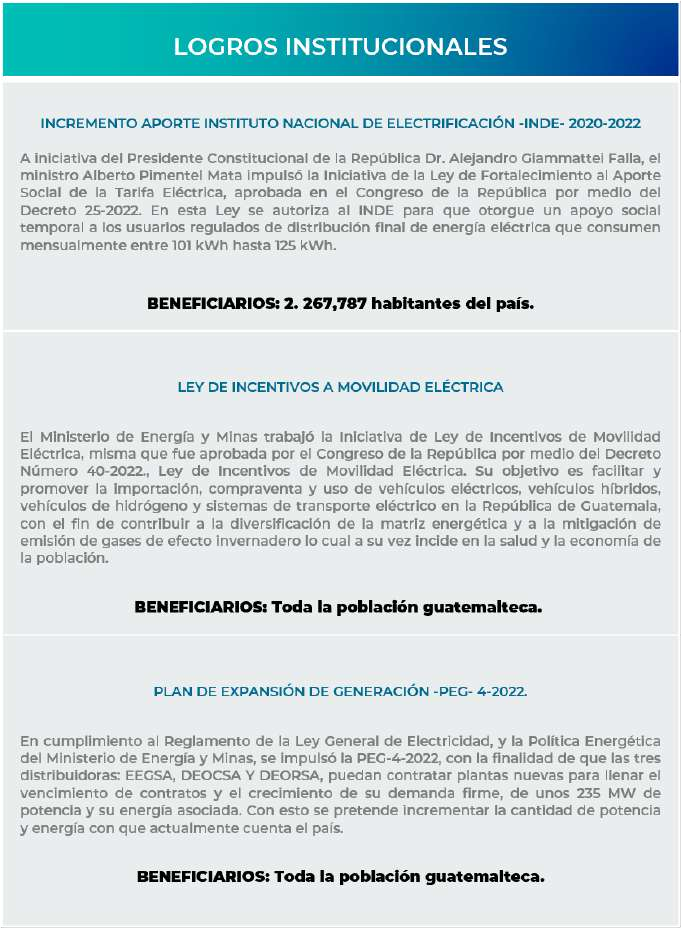 LOGROS INSTITUCIONALES
INCREMENTO APORTE INSTITUTO NACIONAL DE ELECTRIFICACIÓN -INDE- 2020-2022
A iniciativa del Presidente Constitucional de la República Dr. Alejandro Giammattei Falla, el
ministro Alberto Pimentel Mata impulsó la Iniciativa de la Ley de Fortalecimiento al Aporte
Social de la Tarifa Eléctrica, aprobada en el Congreso de la República por medio del
Decreto 25-2022. En esta Ley se autoriza al INDE para que otorgue un apoyo social
temporal a los usuarios regulados de distribución final de energía eléctrica que consumen
mensualmente entre 101 kWh hasta 125 kWh.
BENEFICIARIOS: 2. 267,787 habitantes del país.
LEY DE INCENTIVOS A MOVILIDAD ELÉCTRICA
El Ministerio de Energía y Minas trabajó la Iniciativa de Ley de Incentivos de Movilidad
Eléctrica, misma que fue aprobada por el Congreso de la República por medio del Decreto
Número 40-2022., Ley de Incentivos de Movilidad Eléctrica. Su objetivo es facilitar y
promover la importación, compraventa y uso de vehículos eléctricos, vehículos híbridos,
vehículos de hidrógeno y sistemas de transporte eléctrico en la República de Guatemala,
con el fin de contribuir a la diversificación de la matriz energética y a la mitigación de
emisión de gases de efecto invernadero lo cual a su vez incide en la salud y la economía de
la población.
BENEFICIARIOS: Toda la población guatemalteca.
PLAN DE EXPANSIÓN DE GENERACIÓN -PEG- 4-2022.
En cumplimiento al Reglamento de la Ley General de Electricidad, y la Política Energética
del Ministerio de Energía y Minas, se impulsó la PEG-4-2022, con la finalidad de que las tres
distribuidoras: EEGSA, DEOCSA Y DEORSA, puedan contratar plantas nuevas para llenar el
vencimiento de contratos y el crecimiento de su demanda firme, de unos 235 MW de
potencia y su energía asociada. Con esto se pretende incrementar la cantidad de potencia
y energía con que actualmente cuenta el país.
BENEFICIARIOS: Toda la población guatemalteca.